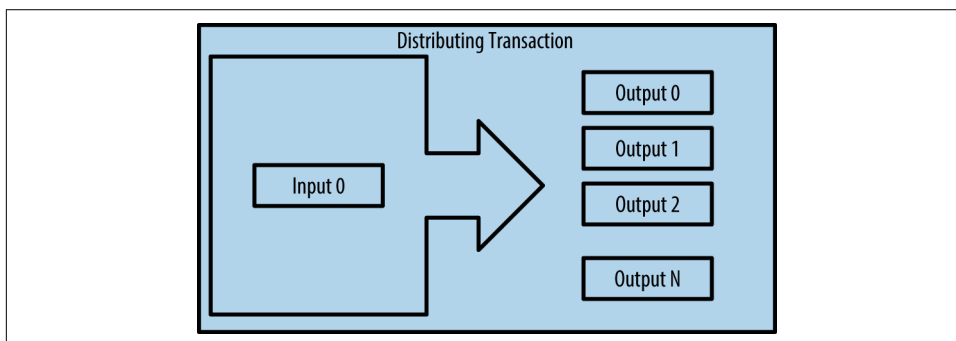 Distributing Transaction
Input 0
Output 0
Output 1
Output 2
Output N